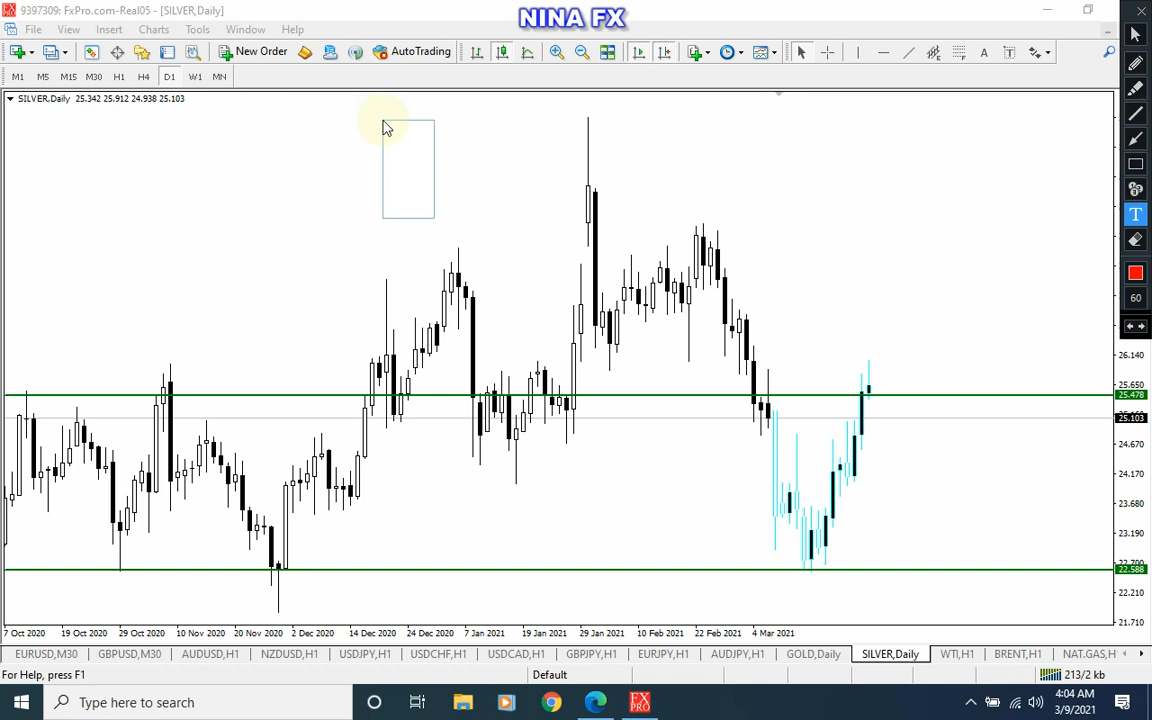 9397309: FxPro.com-Real05 - [SILVER,Daily]
NINA FX
File View Insert Charts Tools Window Help
New Order AutoTrading
M1 M5 M15 M30 H1 H4 D1 W1 MN
SILVER,Daily 25.342 25.912 24.938 25.103
T
60
26.140
25.650
25.478
25.103
24.670
24.170
23.680
23.190
22.588
22.210
21.710
7 Oct 2020 19 Oct 2020 29 Oct 2020 10 Nov 2020 20 Nov 2020 2 Dec 2020 14 Dec 2020 24 Dec 2020 7 Jan 2021 19 Jan 2021 29 Jan 2021 10 Feb 2021 22 Feb 2021 4 Mar 2021
EURUSD,M30 GBPUSD,M30 AUDUSD,H1 NZDUSD,H1 USDJPY,H1 USDCHF,H1 USDCAD,H1 GBPJPY,H1 EURJPY,H1 AUDJPY,H1 GOLD,Daily SILVER,Daily WTI,H1 BRENT,H1 NAT.GAS,H
For Help, press F1 Default 213/2 kb
Type here to search
FX PRO
4:04 AM
3/9/2021